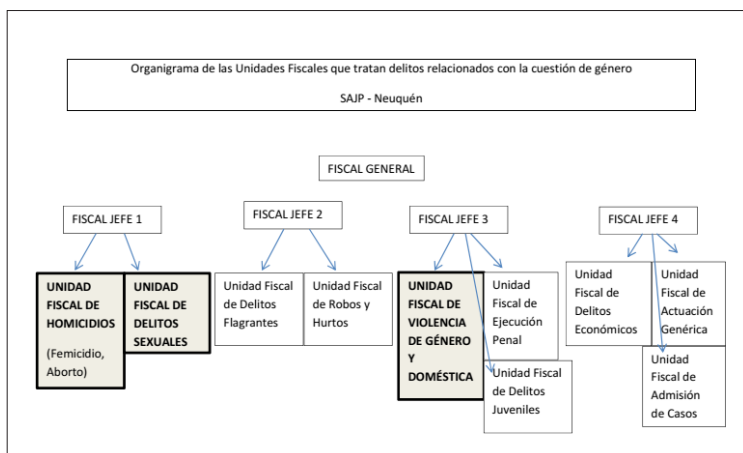 Organigrama de las Unidades Fiscales que tratan delitos relacionados con la cuestión de género
SAJP - Neuquén
FISCAL GENERAL
FISCAL JEFE 1
FISCAL JEFE 2
FISCAL JEFE 3
FISCAL JEFE 4
UNIDAD
FISCAL DE
HOMICIDIOS
(Femicidio,
Aborto)
UNIDAD
FISCAL DE
DELITOS
SEXUALES
Unidad Fiscal
de Delitos
Flagrantes
Unidad Fiscal
de Robos y
Hurtos
UNIDAD
FISCAL DE
VIOLENCIA
DE GÉNERO
Y
DOMÉSTICA
Unidad
Fiscal de
Ejecución
Penal
Unidad Fiscal
de Delitos
Juveniles
Unidad
Fiscal de
Delitos
Económicos
Unidad
Fiscal de
Actuación
Genérica
Unidad
Fiscal de
Admisión
de Casos